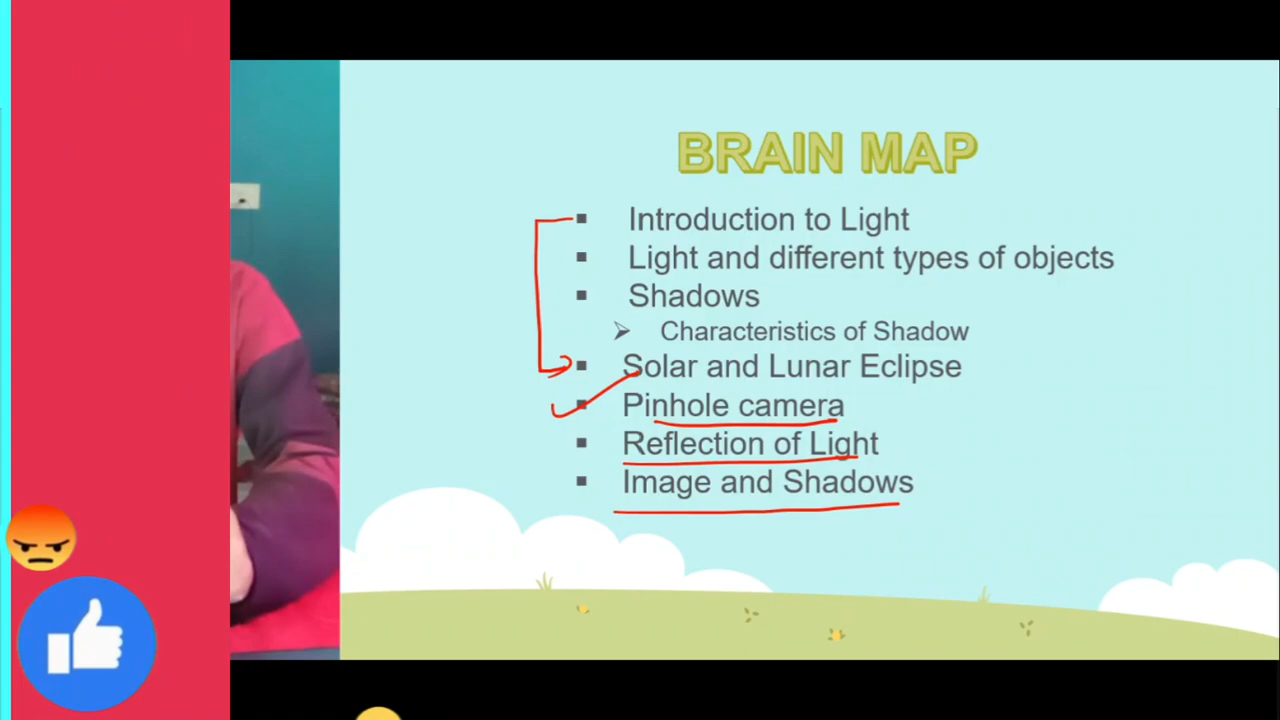 BRAIN MAP
▪ Introduction to Light
▪ Light and different types of objects
▪ Shadows
➢ Characteristics of Shadow
▪ Solar and Lunar Eclipse
▪ Pinhole camera
▪ Reflection of Light
▪ Image and Shadows